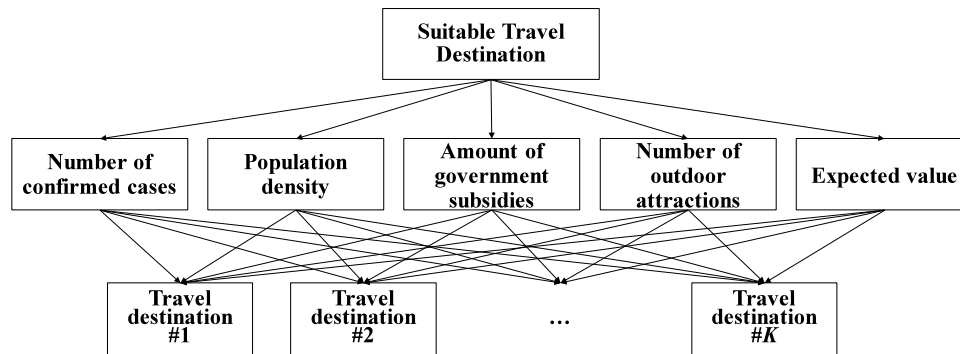 Suitable Travel
Destination
Number of
confirmed cases
Population
density
Amount of
government
subsidies
Number of
outdoor
attractions
Expected value
Travel
destination
#1
Travel
destination
#2
...
Travel
destination
#K